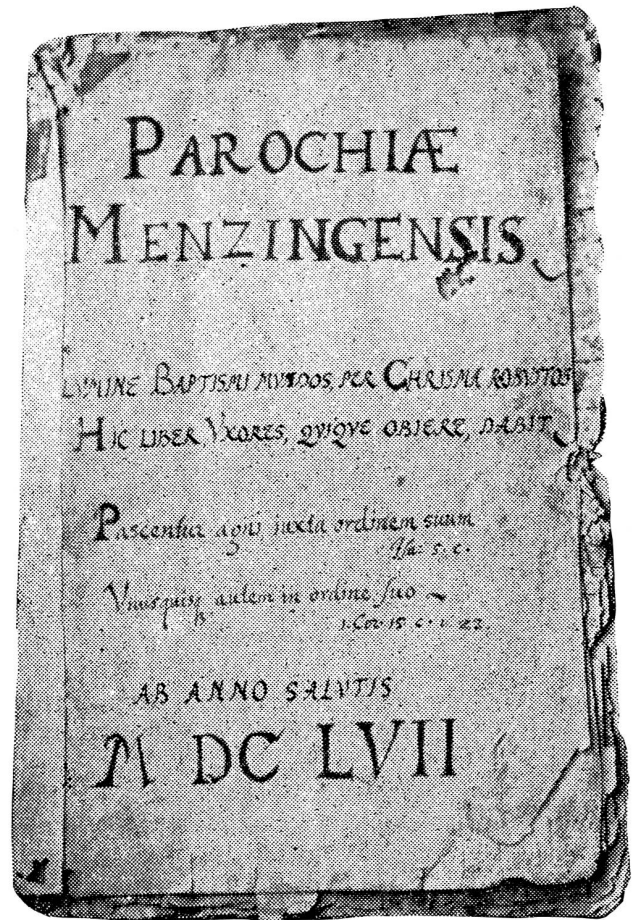 PAROCHIÆ
MENZINGENSIS
LVMINE BAPTISMI MVNDOS, PER CHRISMA ROBVSTOS
HIC LIBER VXORES, QVIQVE OBIERE, DABIT
Pascentur agni juxta ordinem suum
Isa: 5. c.
Vnusquisq autem in ordine suo
1. Cor. 15 c. v. 23.
AB ANNO SALVTIS
M DC LVII